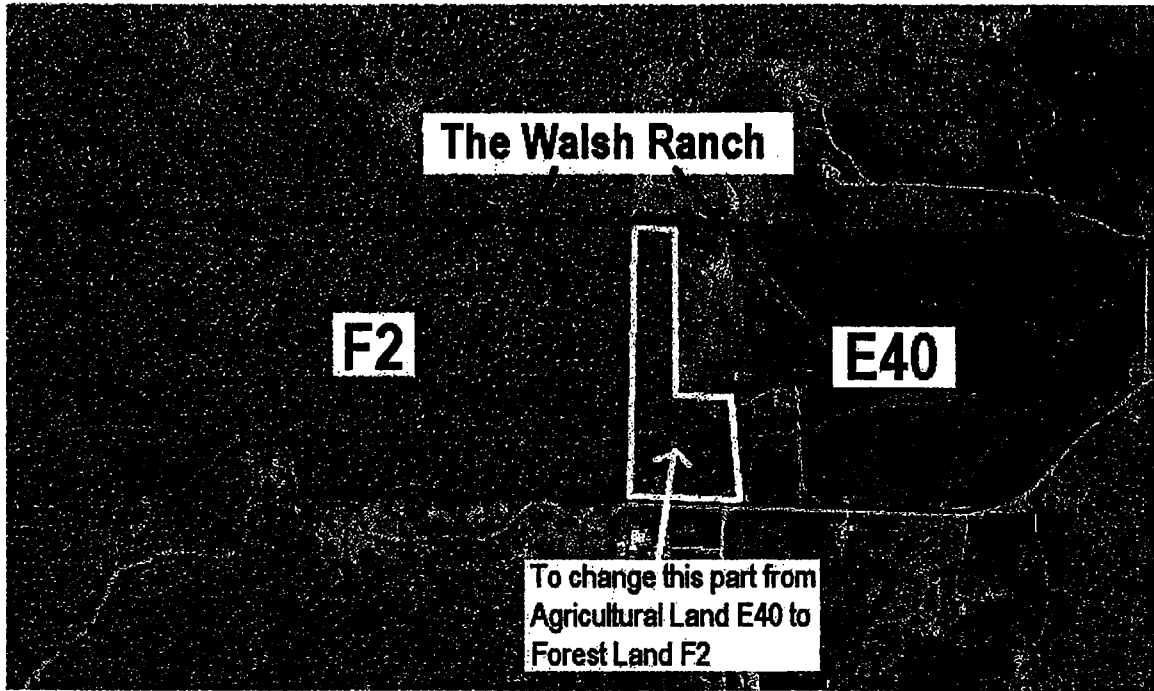 The Walsh Ranch
F2
E40
To change this part from
Agricultural Land E40 to
Forest Land F2